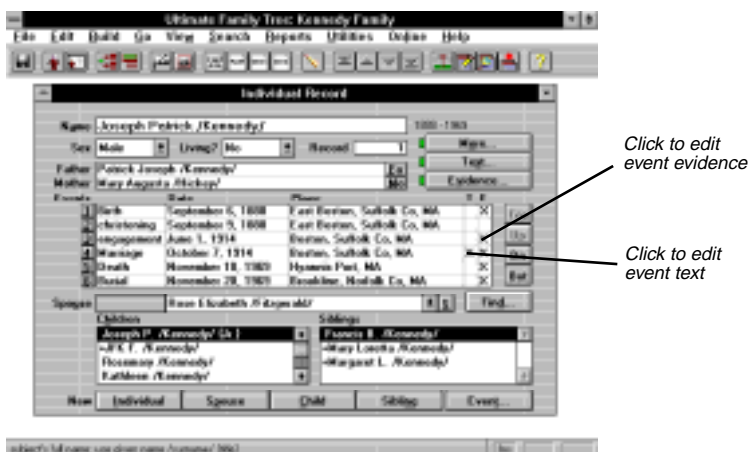 Ultimate Family Tree: Kennedy Family
File Edit Build Go View Search Reports Utilities Online Help
Individual Record
Name Joseph Patrick /Kennedy/ 1888 - 1969
Sex Male Living? No Record 1 More...
Text...
Father Patrick Joseph /Kennedy/
Mother Mary Augusta /Hickey/ Evidence...
Events Date Place T E
1 Birth September 6, 1888 East Boston, Suffolk Co, MA X
2 christening September 9, 1888 East Boston, Suffolk Co, MA
3 engagement June 1, 1914 Boston, Suffolk Co, MA
4 Marriage October 7, 1914 Boston, Suffolk Co, MA X
5 Death November 18, 1969 Hyannis Port, MA X
6 Burial November 20, 1969 Brookline, Norfolk Co, MA X
Spouse Rose Elizabeth /Fitzgerald/ Find...
Children Siblings
Joseph P. /Kennedy/ Francis B. /Kennedy/
+JFK F. /Kennedy/ +Mary Loretta /Kennedy/
Rosemary /Kennedy/ +Margaret L. /Kennedy/
Kathleen /Kennedy/
New Individual Spouse Child Sibling Event...
Click to edit
event evidence
Click to edit
event text